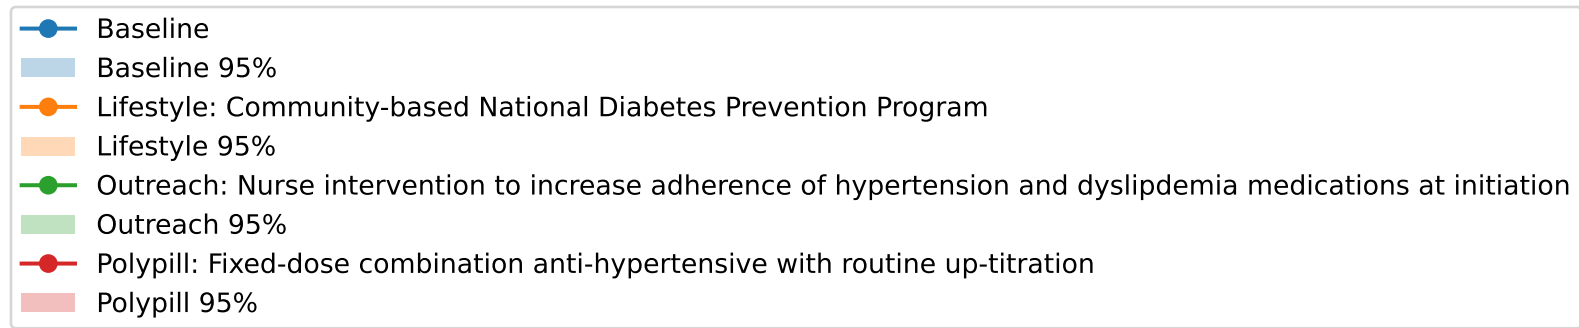 Baseline
Baseline 95%
Lifestyle: Community-based National Diabetes Prevention Program
Lifestyle 95%
Outreach: Nurse intervention to increase adherence of hypertension and dyslipdemia medications at initiation
Outreach 95%
Polypill: Fixed-dose combination anti-hypertensive with routine up-titration
Polypill 95%